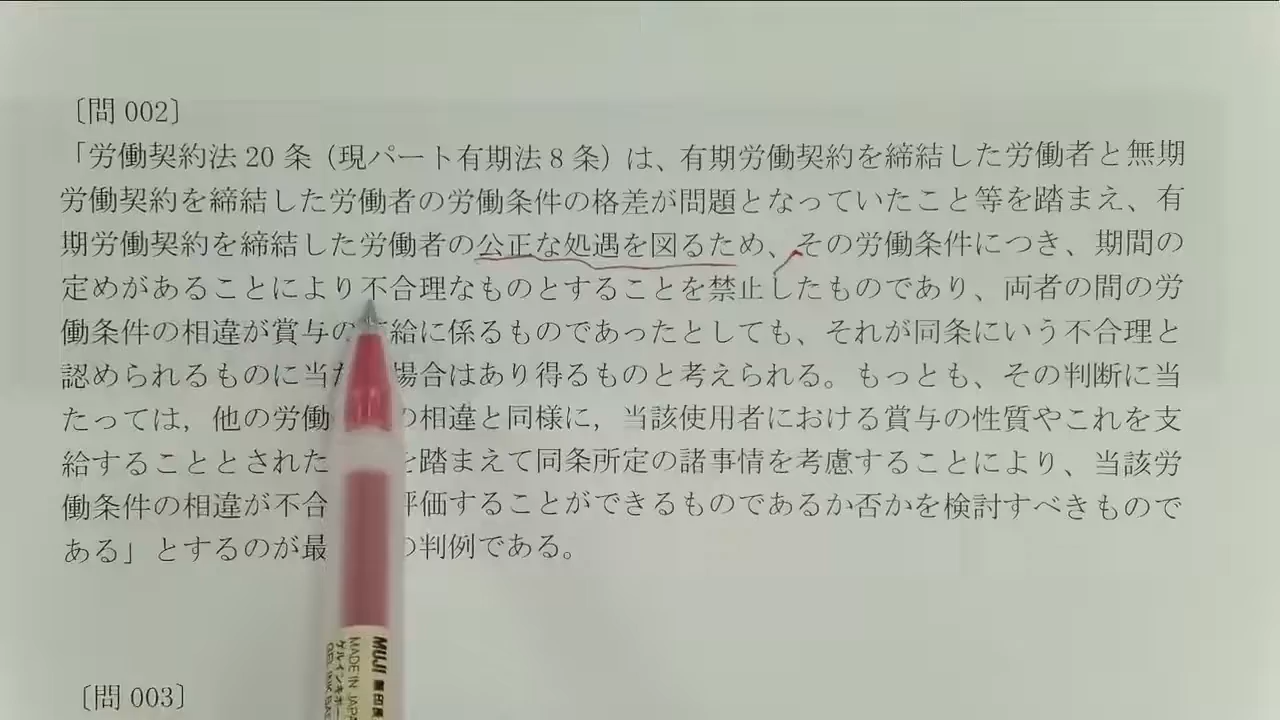 〔問 002〕
「労働契約法 20 条（現パート有期法 8 条）は、有期労働契約を締結した労働者と無期
労働契約を締結した労働者の労働条件の格差が問題となっていたこと等を踏まえ、有
期労働契約を締結した労働者の公正な処遇を図るため、その労働条件につき、期間の
定めがあることにより不合理なものとすることを禁止したものであり、両者の間の労
働条件の相違が賞与の 給に係るものであったとしても、それが同条にいう不合理と
認められるものに当た 場合はあり得るものと考えられる。もっとも、その判断に当
たっては，他の労働 の相違と同様に，当該使用者における賞与の性質やこれを支
給することとされた を踏まえて同条所定の諸事情を考慮することにより、当該労
働条件の相違が不合 評価することができるものであるか否かを検討すべきもので
ある」とするのが最 の判例である。
MUJI
MADE IN JAPA
ゲルインキボー
〔問 003〕